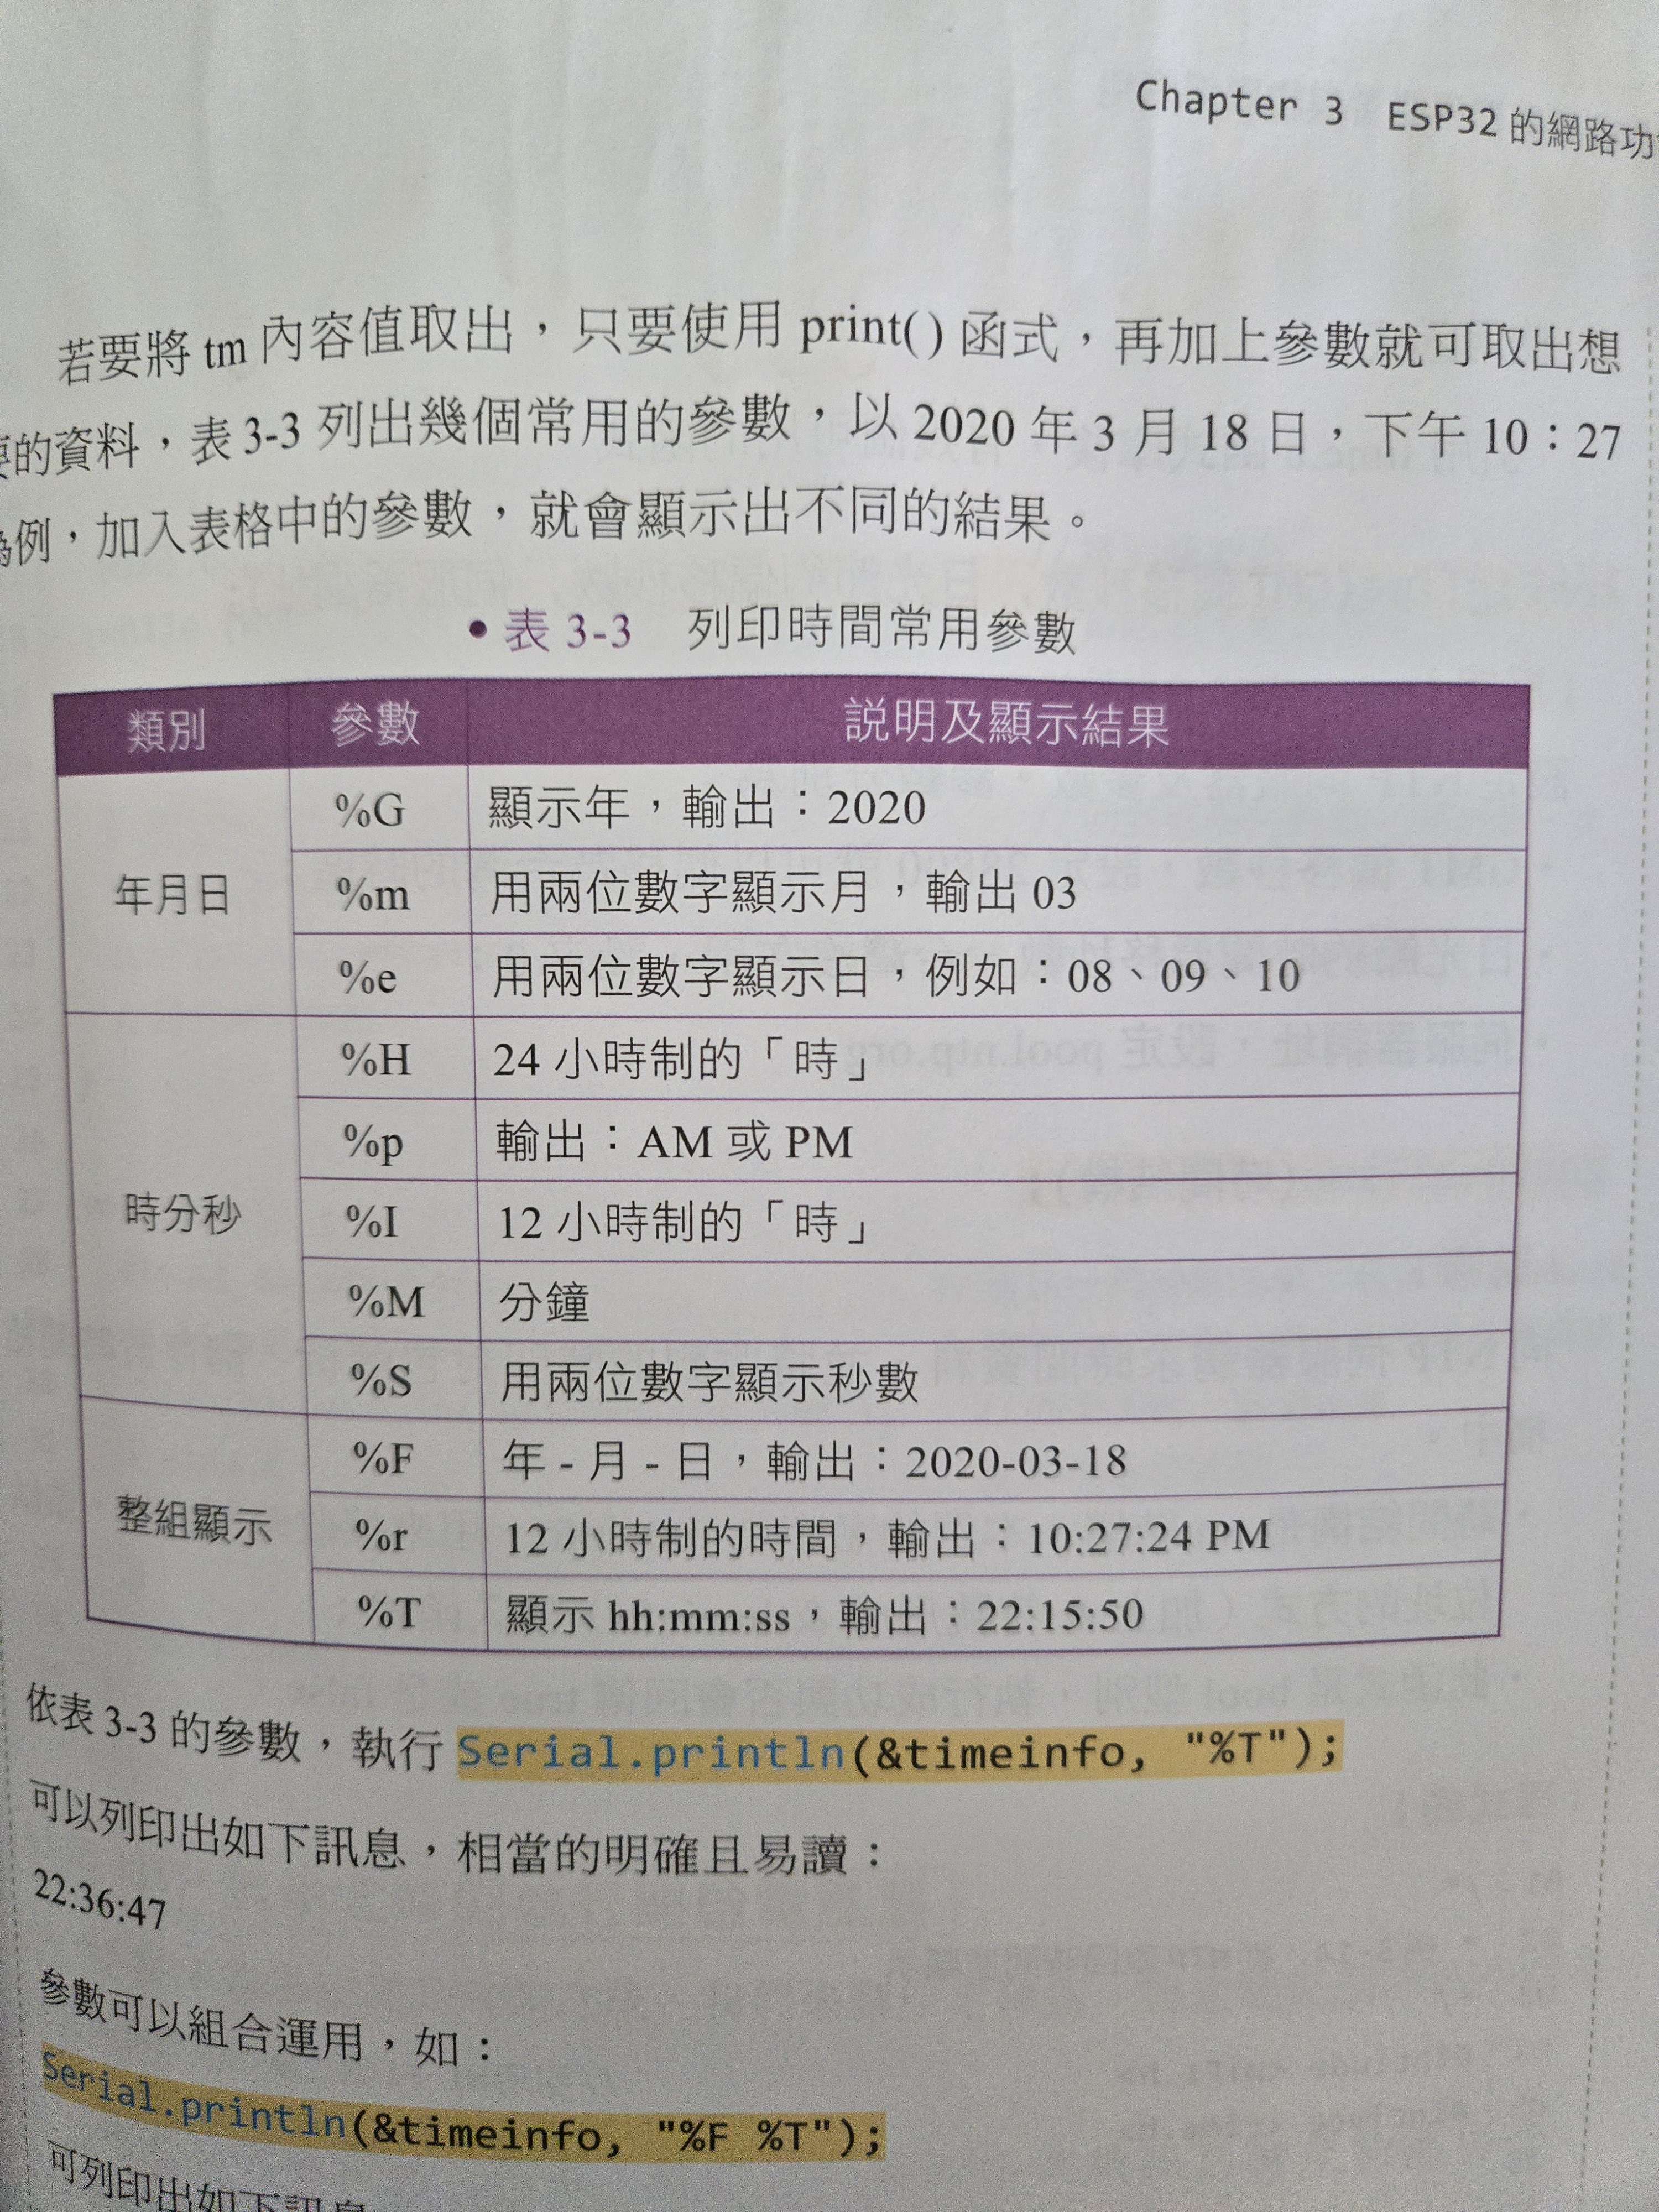 Chapter 3 ESP32 的網路功
若要將 tm 內容值取出，只要使用 print( ) 函式，再加上參數就可取出想
要的資料，表 3-3 列出幾個常用的參數，以 2020 年 3 月 18 日，下午 10：27
為例，加入表格中的參數，就會顯示出不同的結果。
• 表 3-3 列印時間常用參數
類別 參數 說明及顯示結果
年月日
%G 顯示年，輸出：2020
%m 用兩位數字顯示月，輸出 03
%e 用兩位數字顯示日，例如：08、09、10
時分秒
%H 24 小時制的「時」
%p 輸出：AM 或 PM
%I 12 小時制的「時」
%M 分鐘
%S 用兩位數字顯示秒數
整組顯示
%F 年 - 月 - 日，輸出：2020-03-18
%r 12 小時制的時間，輸出：10:27:24 PM
%T 顯示 hh:mm:ss，輸出：22:15:50
依表 3-3 的參數，執行 Serial.println(&timeinfo, "%T");
可以列印出如下訊息，相當的明確且易讀：
22:36:47
參數可以組合運用，如：
Serial.println(&timeinfo, "%F %T");
可列印出如下訊息